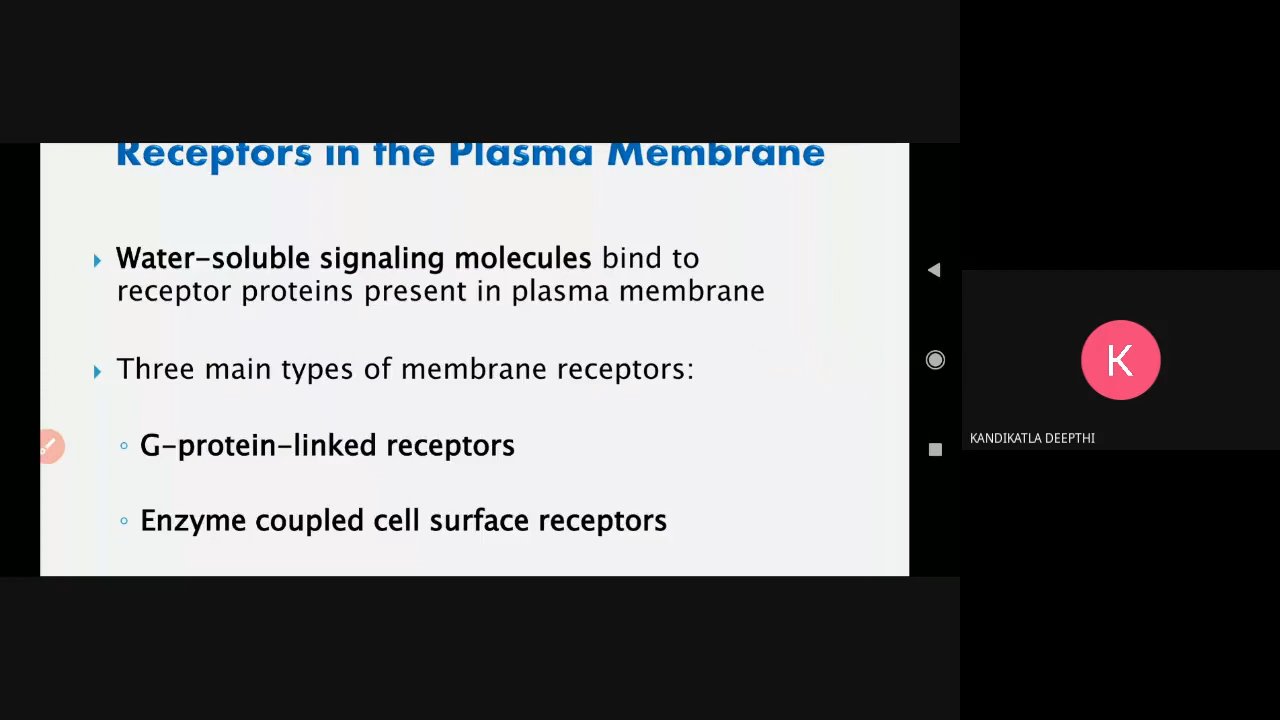 Receptors in the Plasma Membrane
Water-soluble signaling molecules bind to
receptor proteins present in plasma membrane
Three main types of membrane receptors:
G-protein-linked receptors
Enzyme coupled cell surface receptors
K
KANDIKATLA DEEPTHI